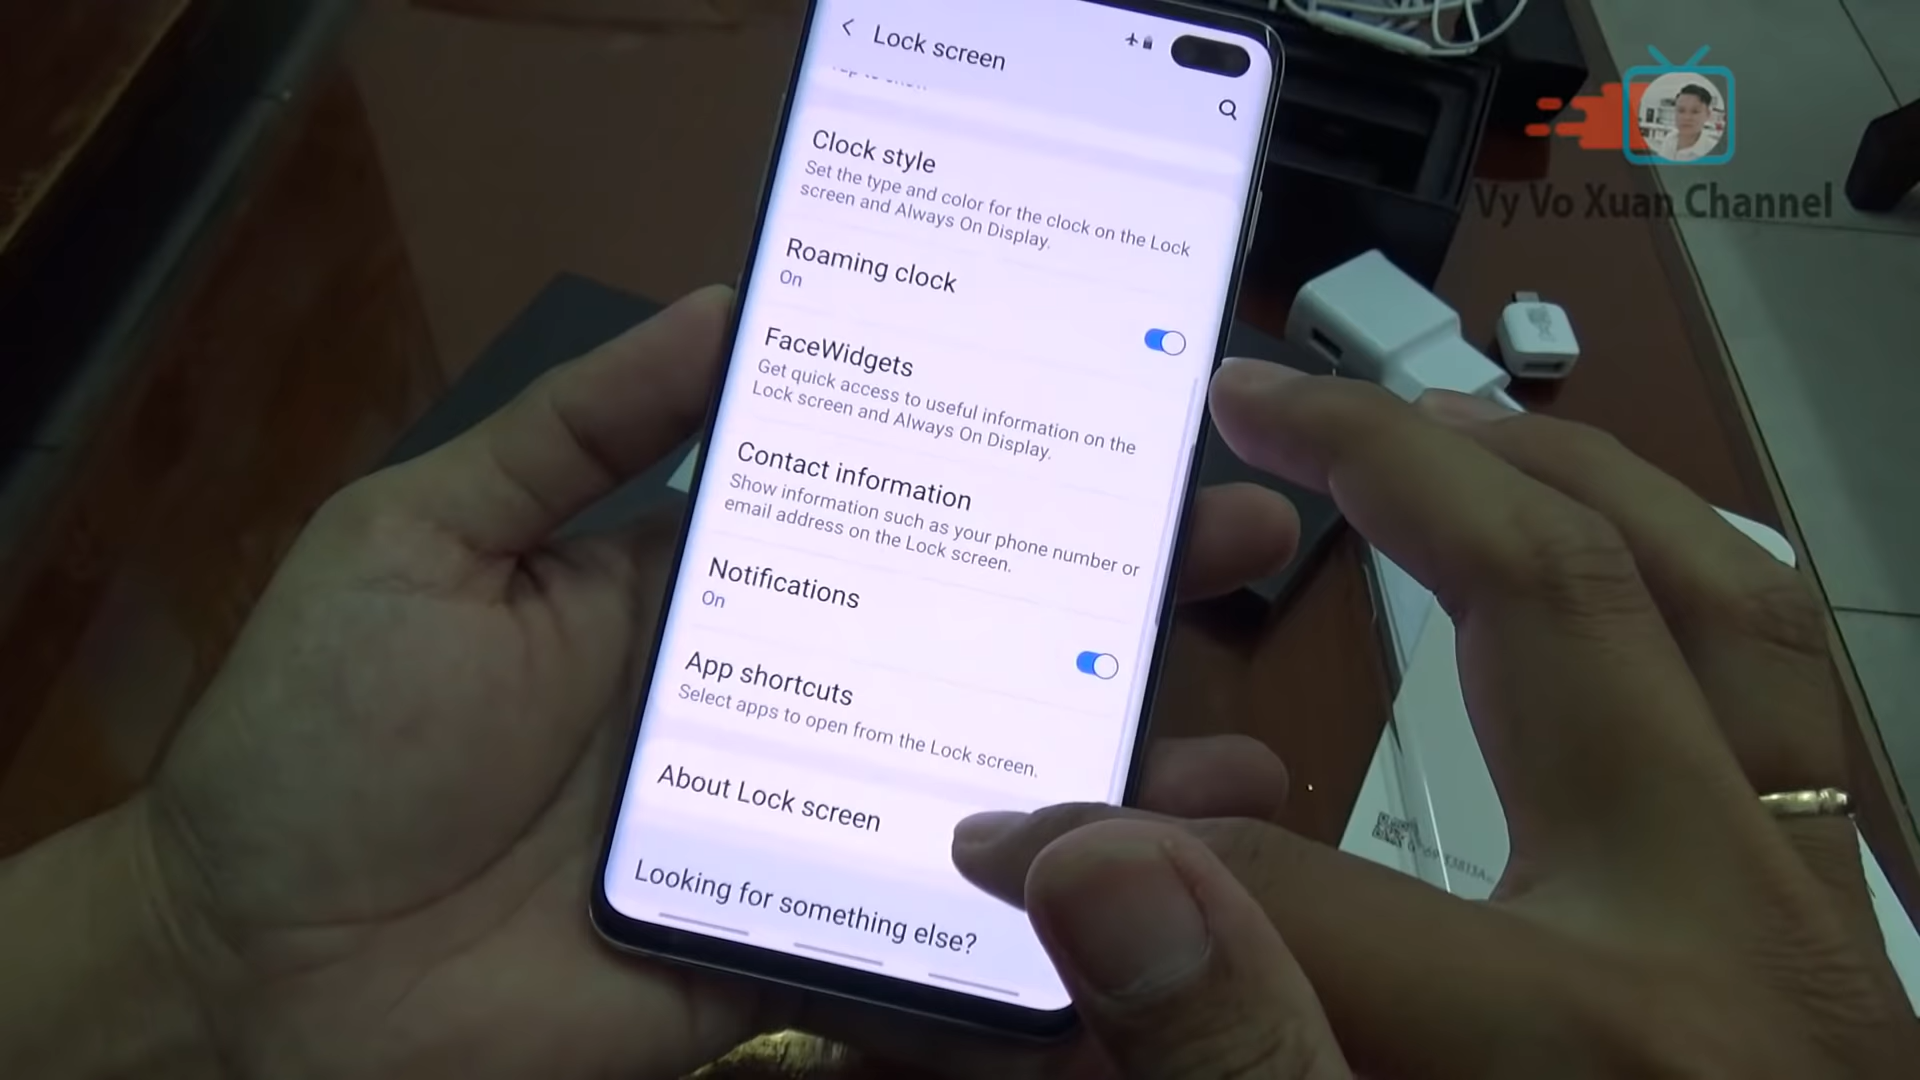 Lock screen
Clock style
Set the type and color for the clock on the Lock
screen and Always On Display.
Roaming clock
On
FaceWidgets
Get quick access to useful information on the
Lock screen and Always On Display.
Contact information
Show information such as your phone number or
email address on the Lock screen.
Notifications
On
App shortcuts
Select apps to open from the Lock screen.
About Lock screen
Looking for something else?
Vy Vo Xuan Channel